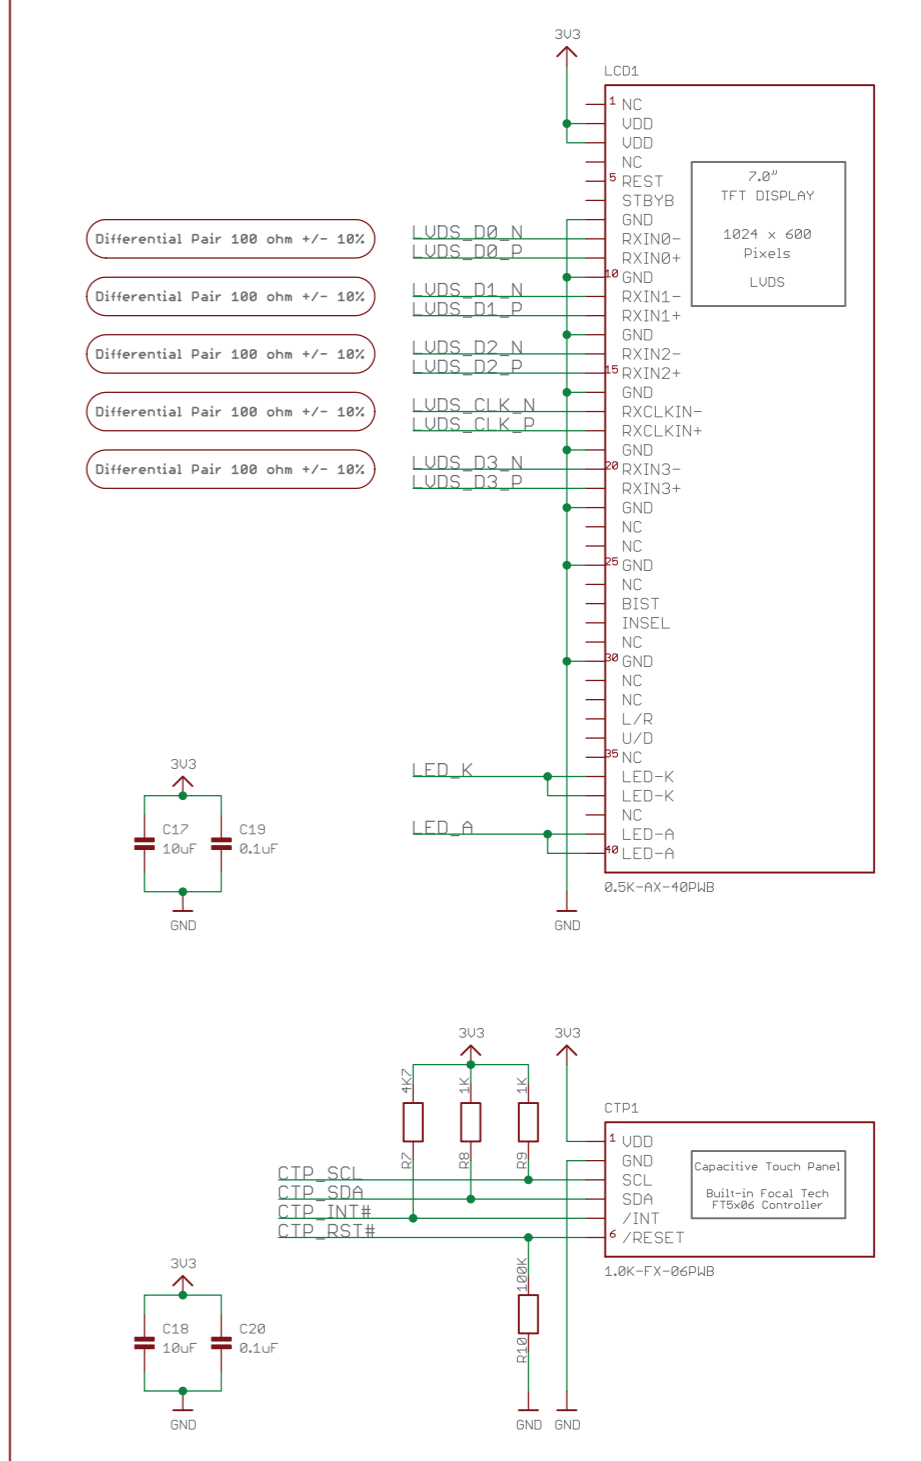 3V3
LCD1
1 NC
VDD
VDD
NC
5 REST
STBYB
GND
RXIN0-
RXIN0+
10 GND
RXIN1-
RXIN1+
GND
RXIN2-
15 RXIN2+
GND
RXCLKIN-
RXCLKIN+
GND
20 RXIN3-
RXIN3+
GND
NC
NC
25 GND
NC
BIST
INSEL
NC
30 GND
NC
NC
L/R
U/D
35 NC
LED-K
LED-K
NC
LED-A
40 LED-A
0.5K-AX-40PWB
7.0"
TFT DISPLAY
1024 x 600
Pixels
LVDS
Differential Pair 100 ohm +/- 10%
LVDS_D0_N
LVDS_D0_P
Differential Pair 100 ohm +/- 10%
LVDS_D1_N
LVDS_D1_P
Differential Pair 100 ohm +/- 10%
LVDS_D2_N
LVDS_D2_P
Differential Pair 100 ohm +/- 10%
LVDS_CLK_N
LVDS_CLK_P
Differential Pair 100 ohm +/- 10%
LVDS_D3_N
LVDS_D3_P
LED_K
LED_A
GND
3V3
C17
10uF
C19
0.1uF
GND
3V3
3V3
4K7
R7
1K
R8
1K
R9
CTP1
1 VDD
GND
SCL
SDA
/INT
6 /RESET
1.0K-FX-06PWB
Capacitive Touch Panel
Built-in Focal Tech
FT5x06 Controller
CTP_SCL
CTP_SDA
CTP_INT#
CTP_RST#
100K
R10
GND
GND
3V3
C18
10uF
C20
0.1uF
GND